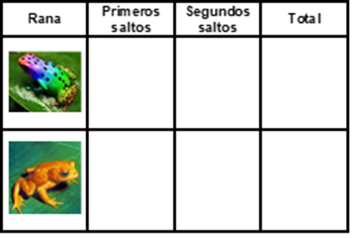 Rana
Primeros
saltos
Segundos
saltos
Total